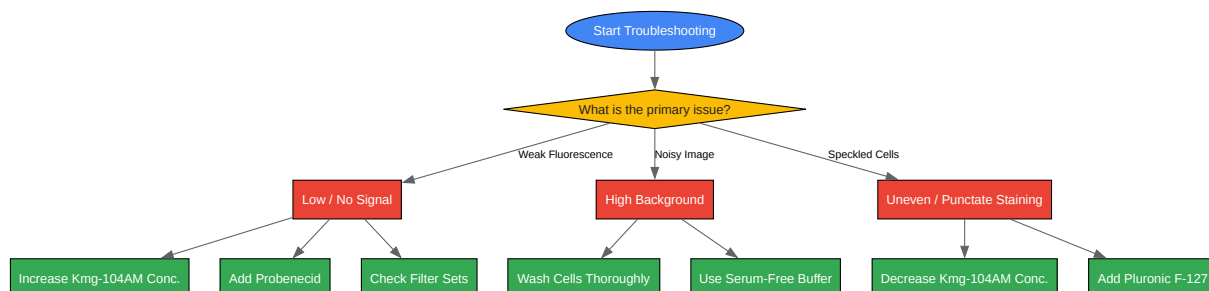 Start Troubleshooting
What is the primary issue?
Weak Fluorescence
Noisy Image
Speckled Cells
Low / No Signal
High Background
Uneven / Punctate Staining
Increase Kmg-104AM Conc.
Add Probenecid
Check Filter Sets
Wash Cells Thoroughly
Use Serum-Free Buffer
Decrease Kmg-104AM Conc.
Add Pluronic F-127